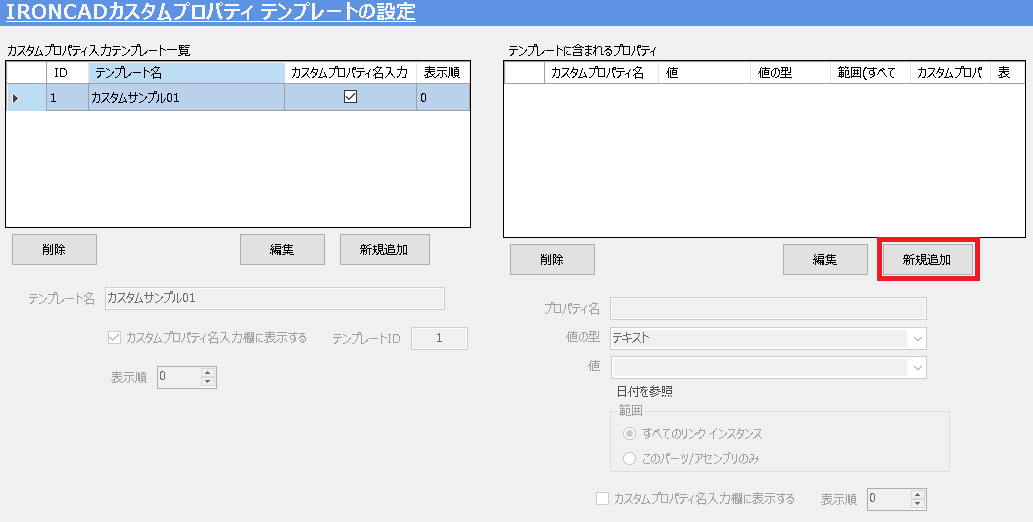 IRONCADカスタムプロパティ テンプレートの設定
カスタムプロパティ入力テンプレート一覧
ID テンプレート名 カスタムプロパティ名入力 表示順
1 カスタムサンプル01 0
削除 編集 新規追加
テンプレート名 カスタムサンプル01
カスタムプロパティ名入力欄に表示する テンプレートID 1
表示順 0
テンプレートに含まれるプロパティ
カスタムプロパティ名 値 値の型 範囲(すべて カスタムプロパ 表
削除 編集 新規追加
プロパティ名
値の型 テキスト
値
日付を参照
範囲
すべてのリンク インスタンス
このパーツ/アセンブリのみ
カスタムプロパティ名入力欄に表示する 表示順 0